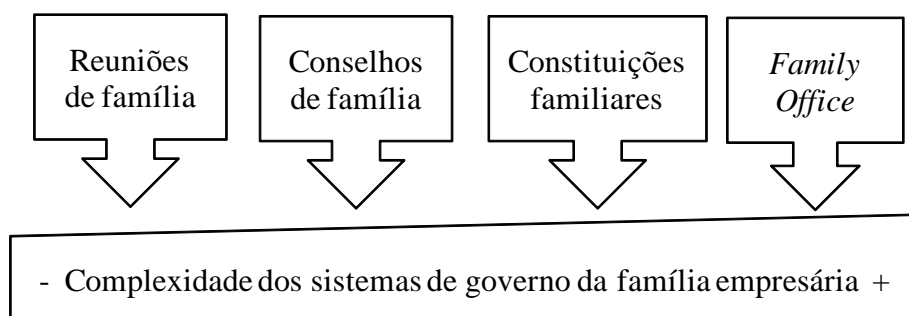 Reuniões
de família
Conselhos
de família
Constituições
familiares
Family
Office
- Complexidade dos sistemas de governo da família empresária +